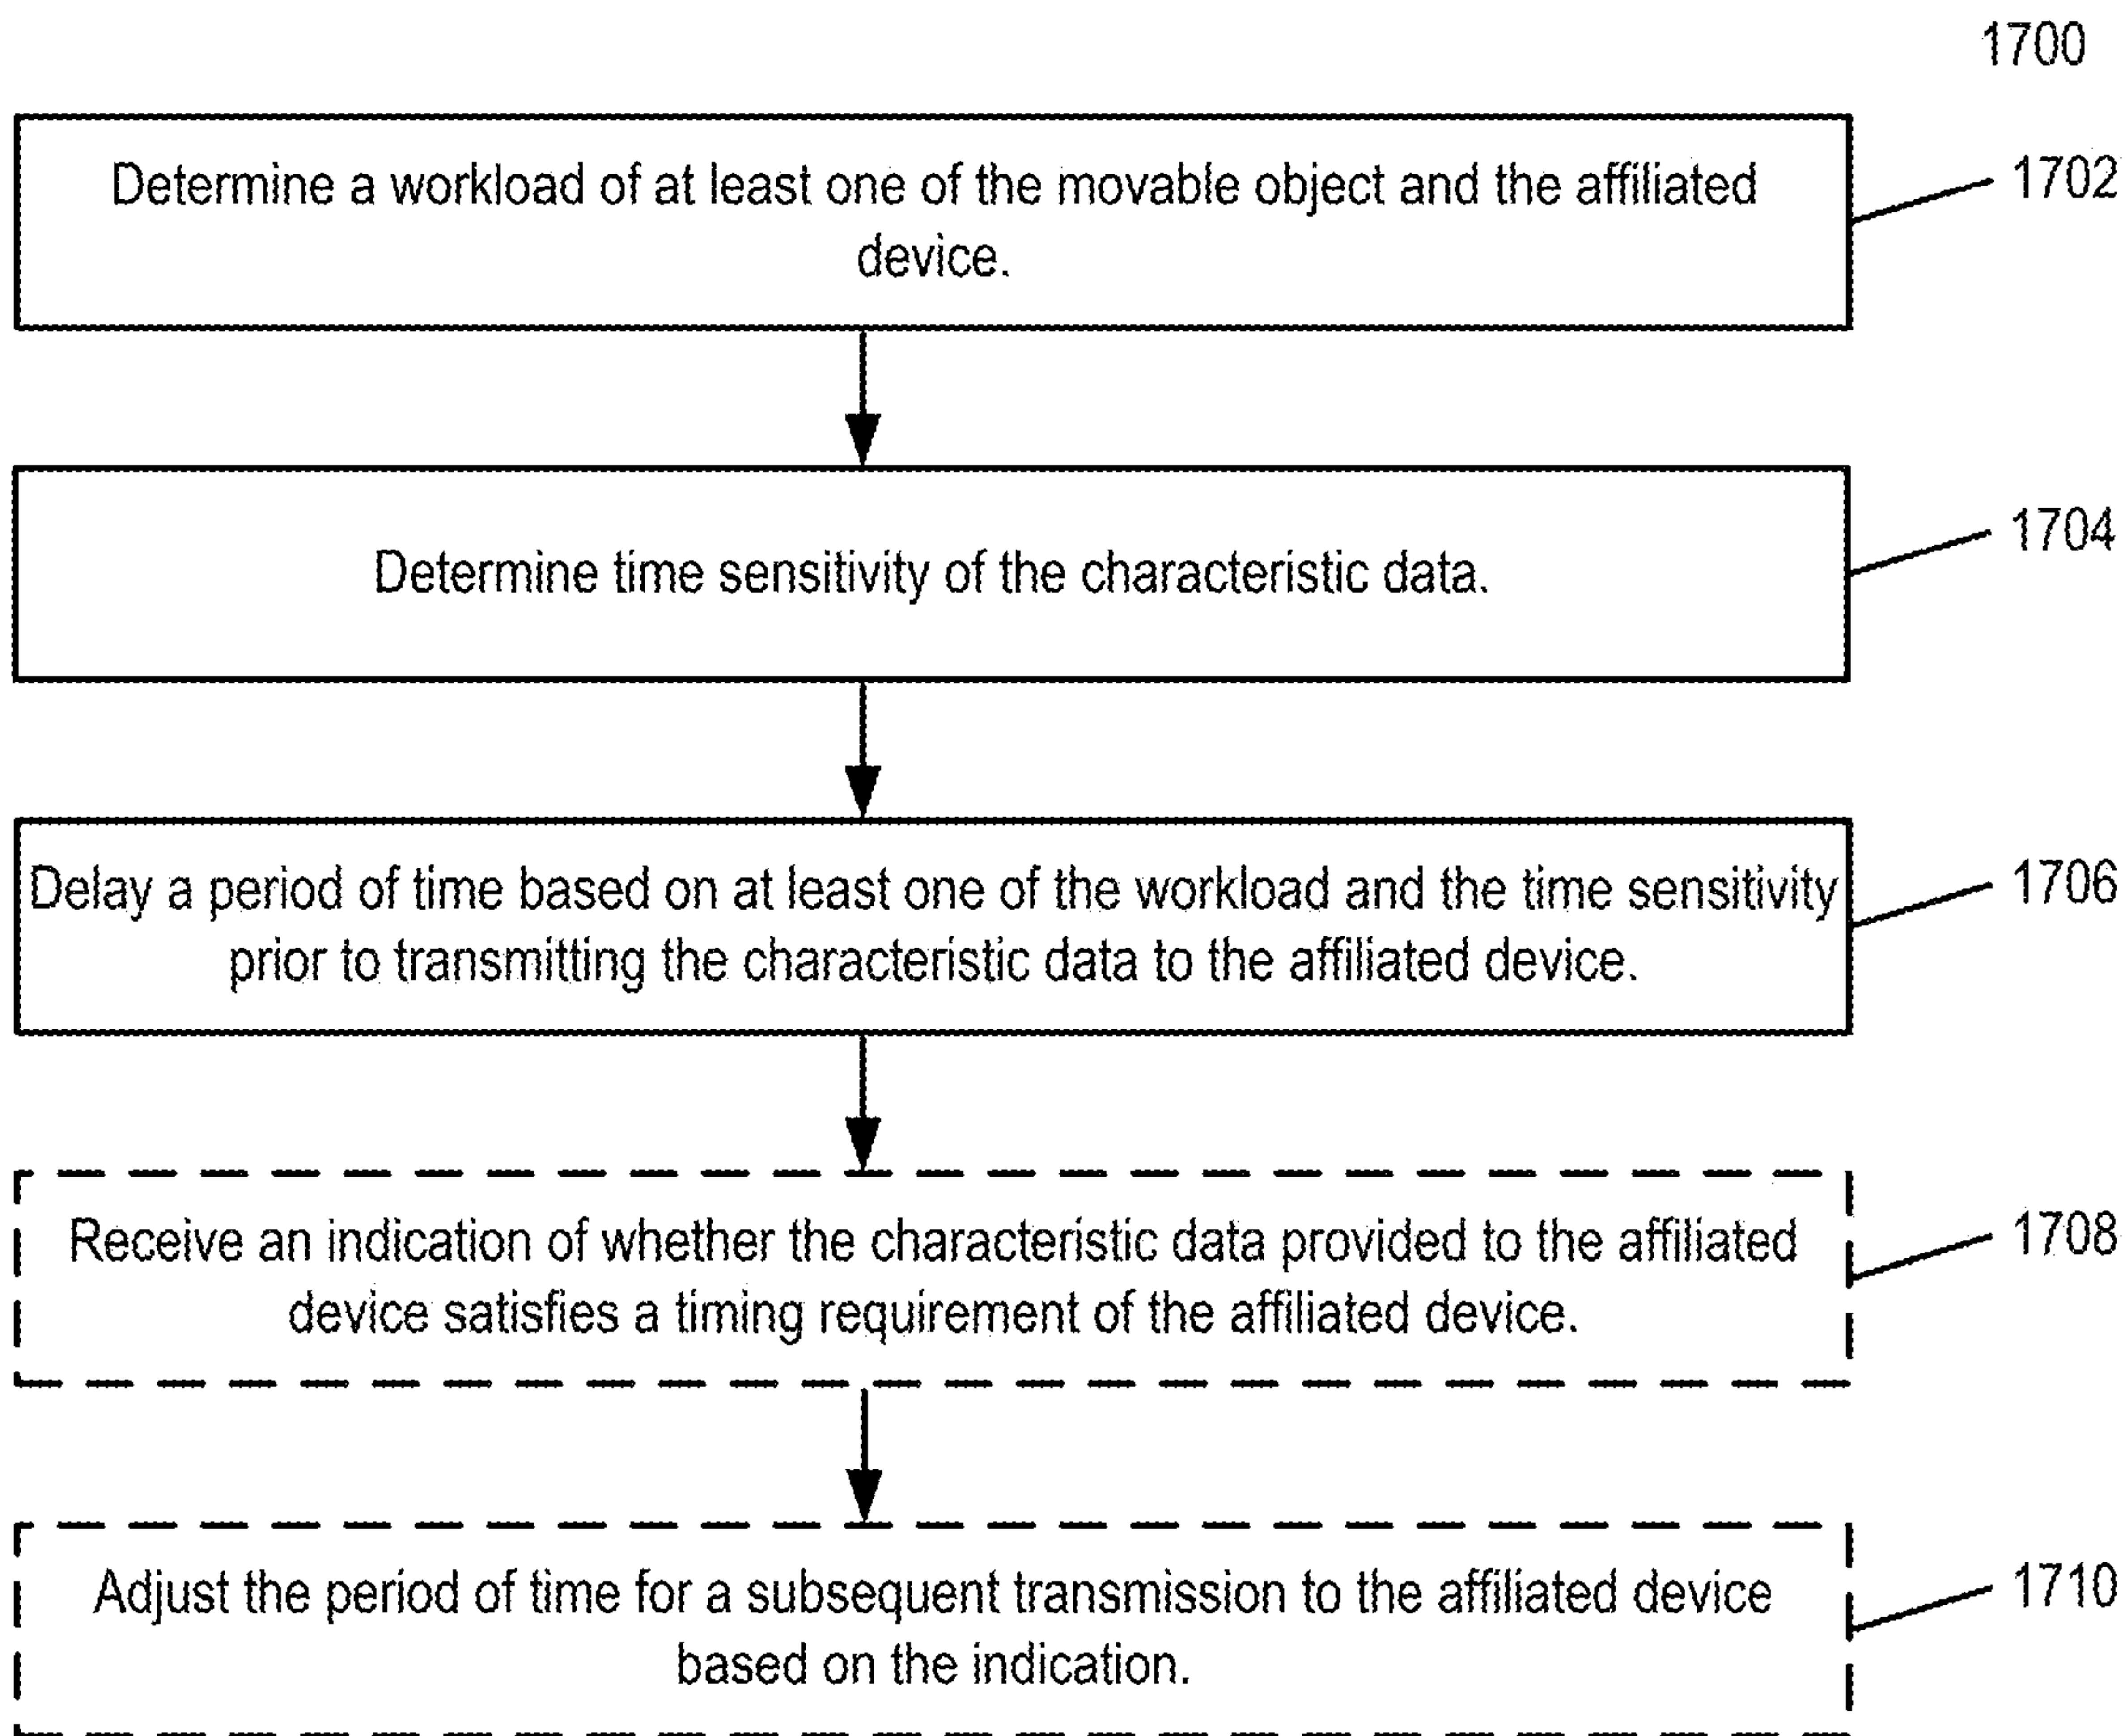 1700
Determine a workload of at least one of the movable object and the affiliated
device.
1702
Determine time sensitivity of the characteristic data.
1704
Delay a period of time based on at least one of the workload and the time sensitivity
prior to transmitting the characteristic data to the affiliated device.
1706
Receive an indication of whether the characteristic data provided to the affiliated
device satisfies a timing requirement of the affiliated device.
1708
Adjust the period of time for a subsequent transmission to the affiliated device
based on the indication.
1710